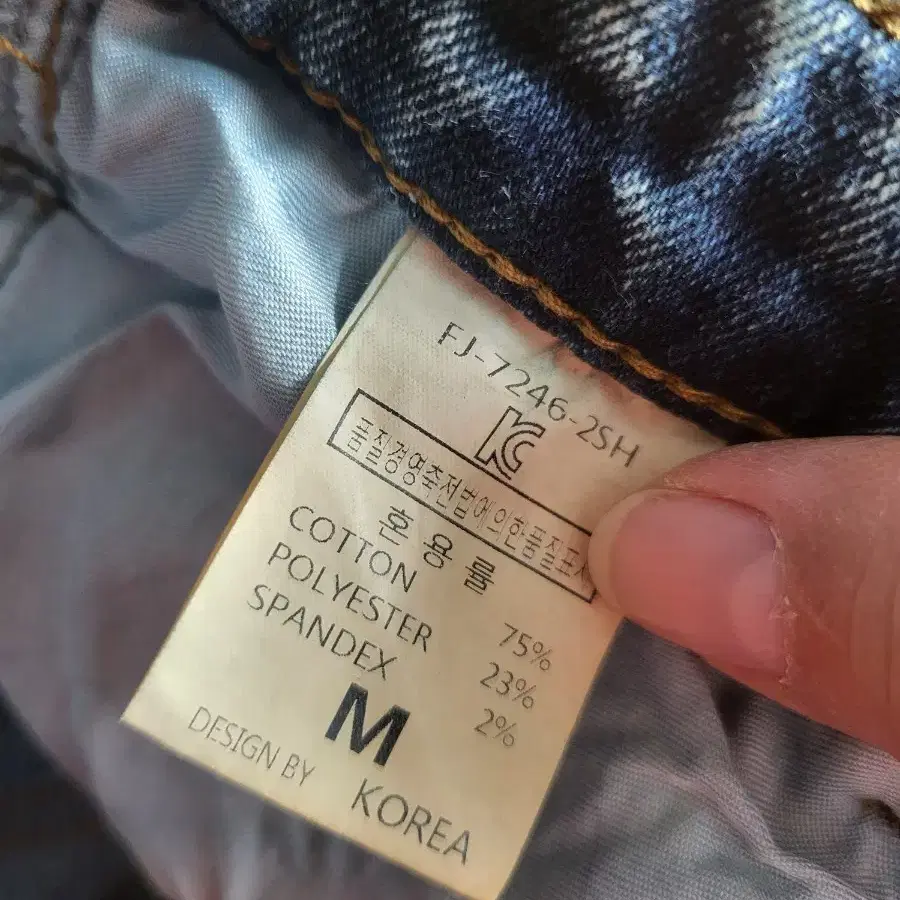 FJ-7246-2SH
KC
품질경영촉진법에의한품질표시
혼용률
COTTON 75%
POLYESTER 23%
SPANDEX 2%
M
DESIGN BY KOREA